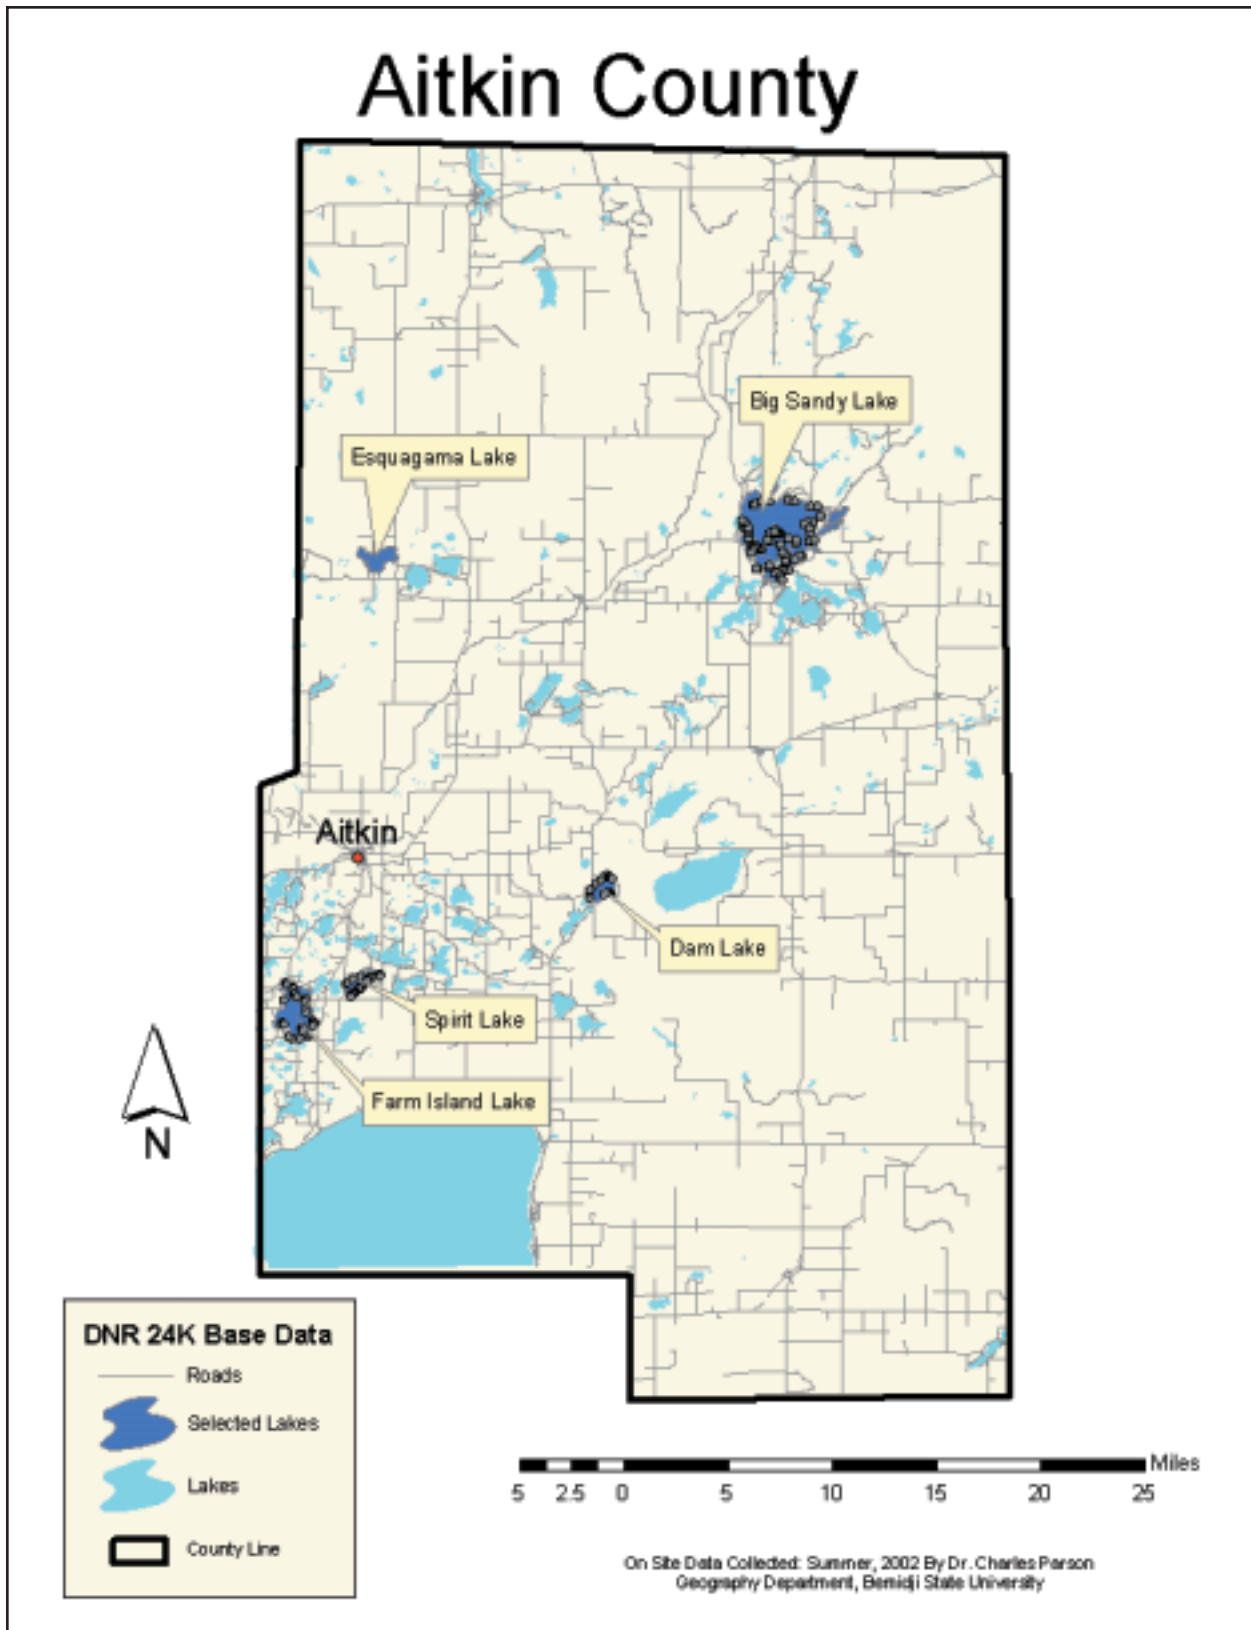 Aitkin County
Big Sandy Lake
Esquagama Lake
Aitkin
Dam Lake
Spirit Lake
Farm Island Lake
N
DNR 24K Base Data
Roads
Selected Lakes
Lakes
County Line
Miles
5 2.5 0 5 10 15 20 25
On Site Data Collected: Summer, 2002 By Dr. Charles Parson
Geography Department, Bemidji State University